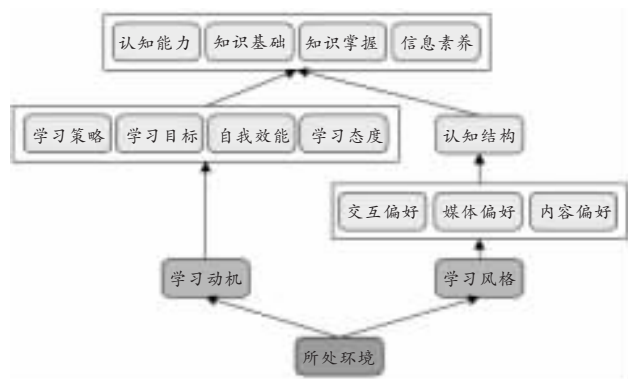 认知能力 知识基础 知识掌握 信息素养
学习策略 学习目标 自我效能 学习态度 认知结构
交互偏好 媒体偏好 内容偏好
学习动机 学习风格
所处环境